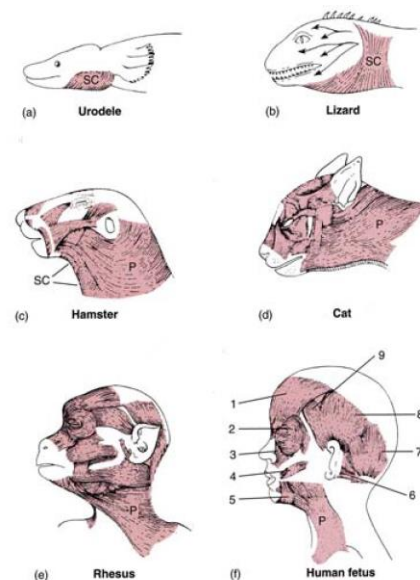 SC
SC
(a) Urodele
(b) Lizard
P
P
SC
(c) Hamster
(d) Cat
9
1
8
2
7
3
4
6
5
P
P
(e) Rhesus
(f) Human fetus